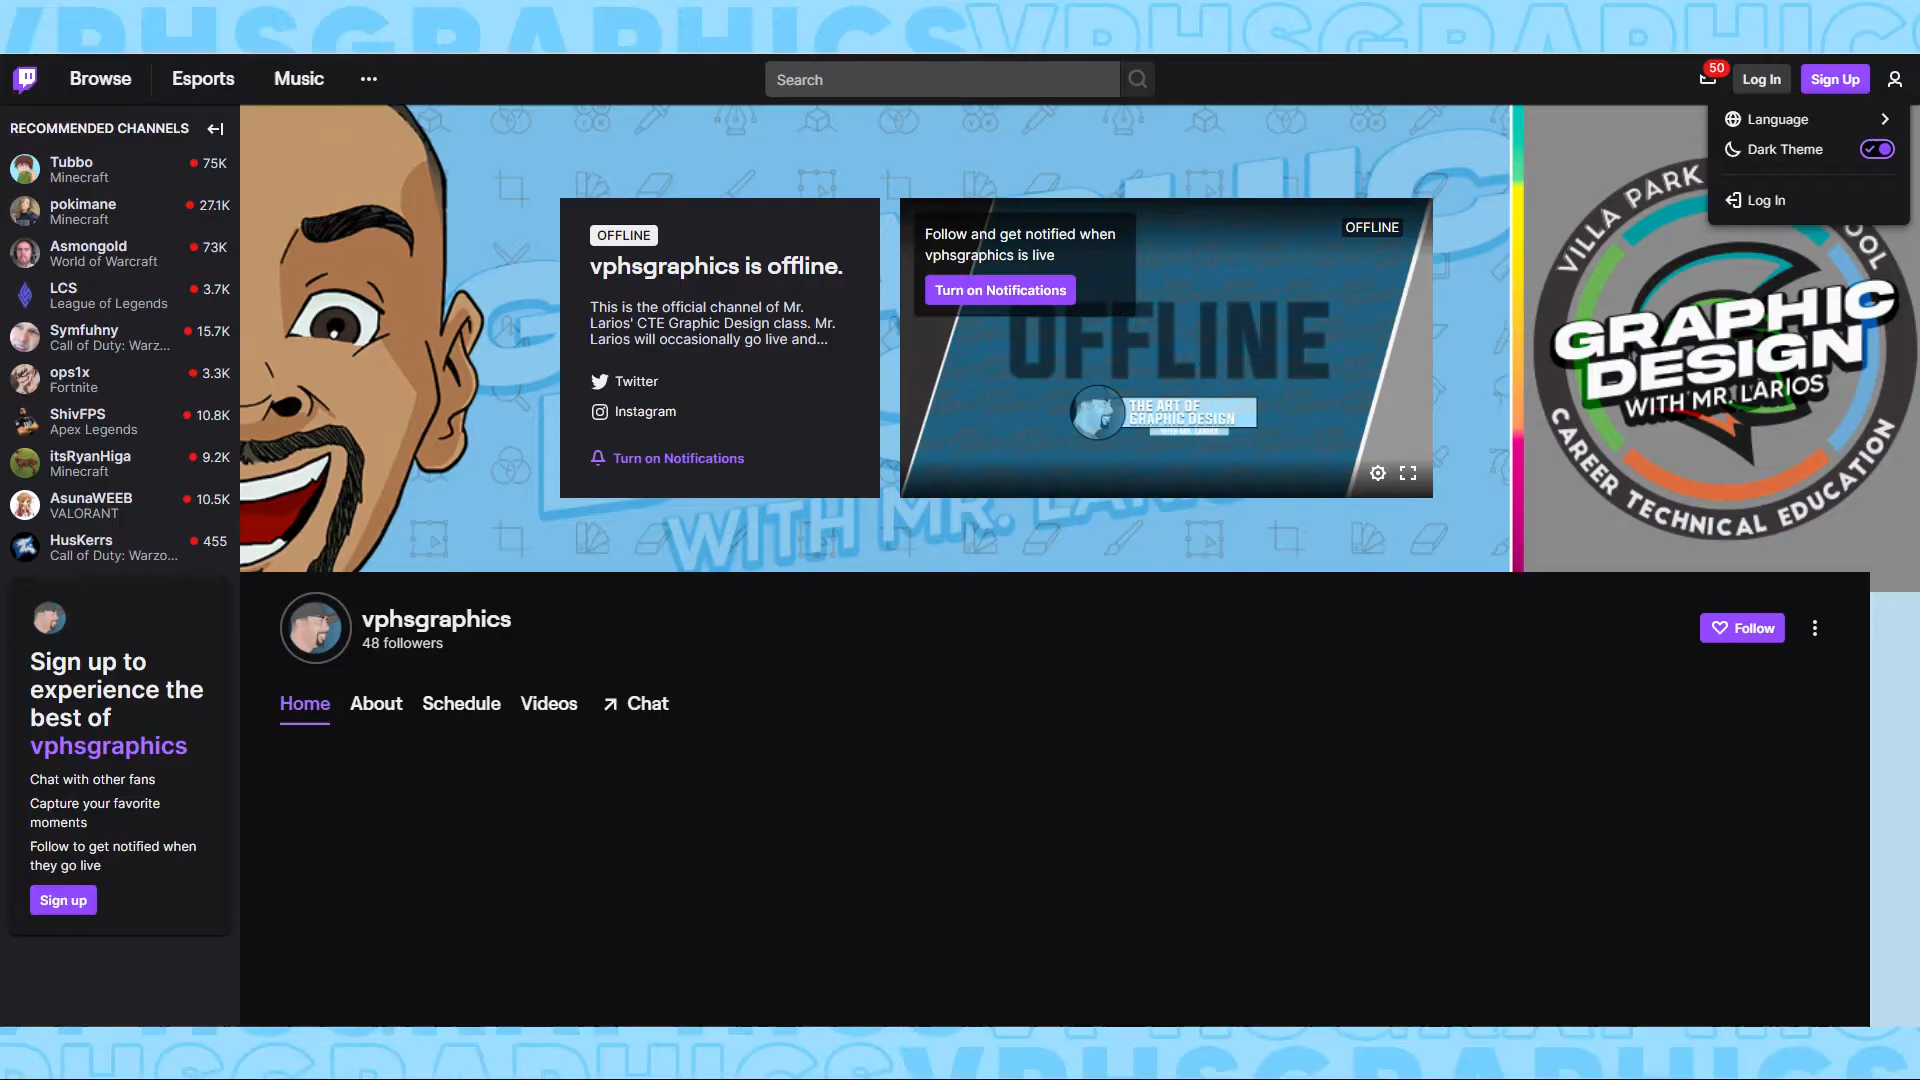 VPHSGRAPHICS VPHSGRAPHICS
Browse
Esports
Music
Search
50
Log In
Sign Up
Language
Dark Theme
Log In
RECOMMENDED CHANNELS
Tubbo
75K
Minecraft
pokimane
27.1K
Minecraft
Asmongold
73K
World of Warcraft
LCS
3.7K
League of Legends
Symfuhny
15.7K
Call of Duty: Warz...
ops1x
3.3K
Fortnite
ShivFPS
10.8K
Apex Legends
itsRyanHiga
9.2K
Minecraft
AsunaWEEB
10.5K
VALORANT
HusKerrs
455
Call of Duty: Warzo...
Sign up to
experience the
best of
vphsgraphics
Chat with other fans
Capture your favorite
moments
Follow to get notified when
they go live
Sign up
OFFLINE
vphsgraphics is offline.
This is the official channel of Mr.
Larios' CTE Graphic Design class. Mr.
Larios will occasionally go live and...
Twitter
Instagram
Turn on Notifications
Follow and get notified when
vphsgraphics is live
Turn on Notifications
OFFLINE
OFFLINE
THE ART OF
GRAPHIC DESIGN
WITH MR. LARIOS
WITH MR.
VILLA PARK
OOL
GRAPHIC
DESIGN
WITH MR. LARIOS
CAREER TECHNICAL EDUCATION
vphsgraphics
48 followers
Follow
Home
About
Schedule
Videos
Chat
VPHSGRAPHICS VPHSGRAPHICS